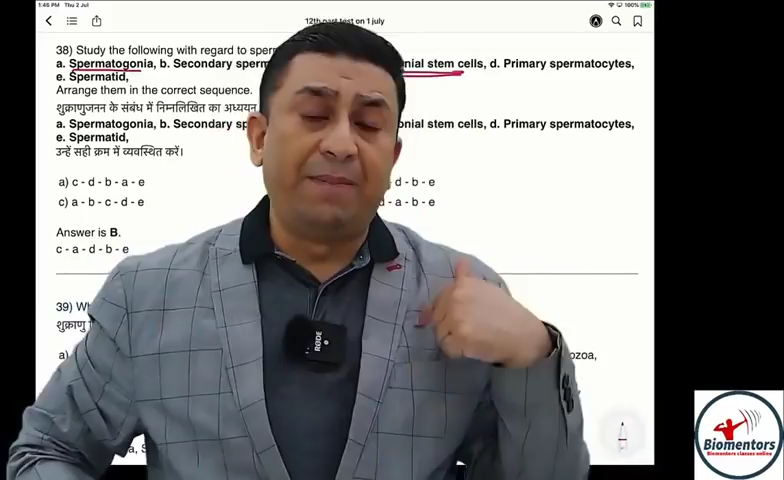 1:46 PM Thu 2 Jul
12th part test on 1 july
100%
38) Study the following with regard to sper
a. Spermatogonia, b. Secondary sperm nial stem cells, d. Primary spermatocytes,
e. Spermatid,
Arrange them in the correct sequence.
शुक्राणुजनन के संबंध में निम्नलिखित का अध्ययन
a. Spermatogonia, b. Secondary sp onial stem cells, d. Primary spermatocytes,
e. Spermatid,
उन्हें सही क्रम में व्यवस्थित करें।
a) c - d - b - a - e d - b - e
c) a - b - c - d - e - a - b - e
Answer is B.
c - a - d - b - e
39) W
शुक्राणु
a) ozoa,
RØDE
Biomentors
Biomentors classes online